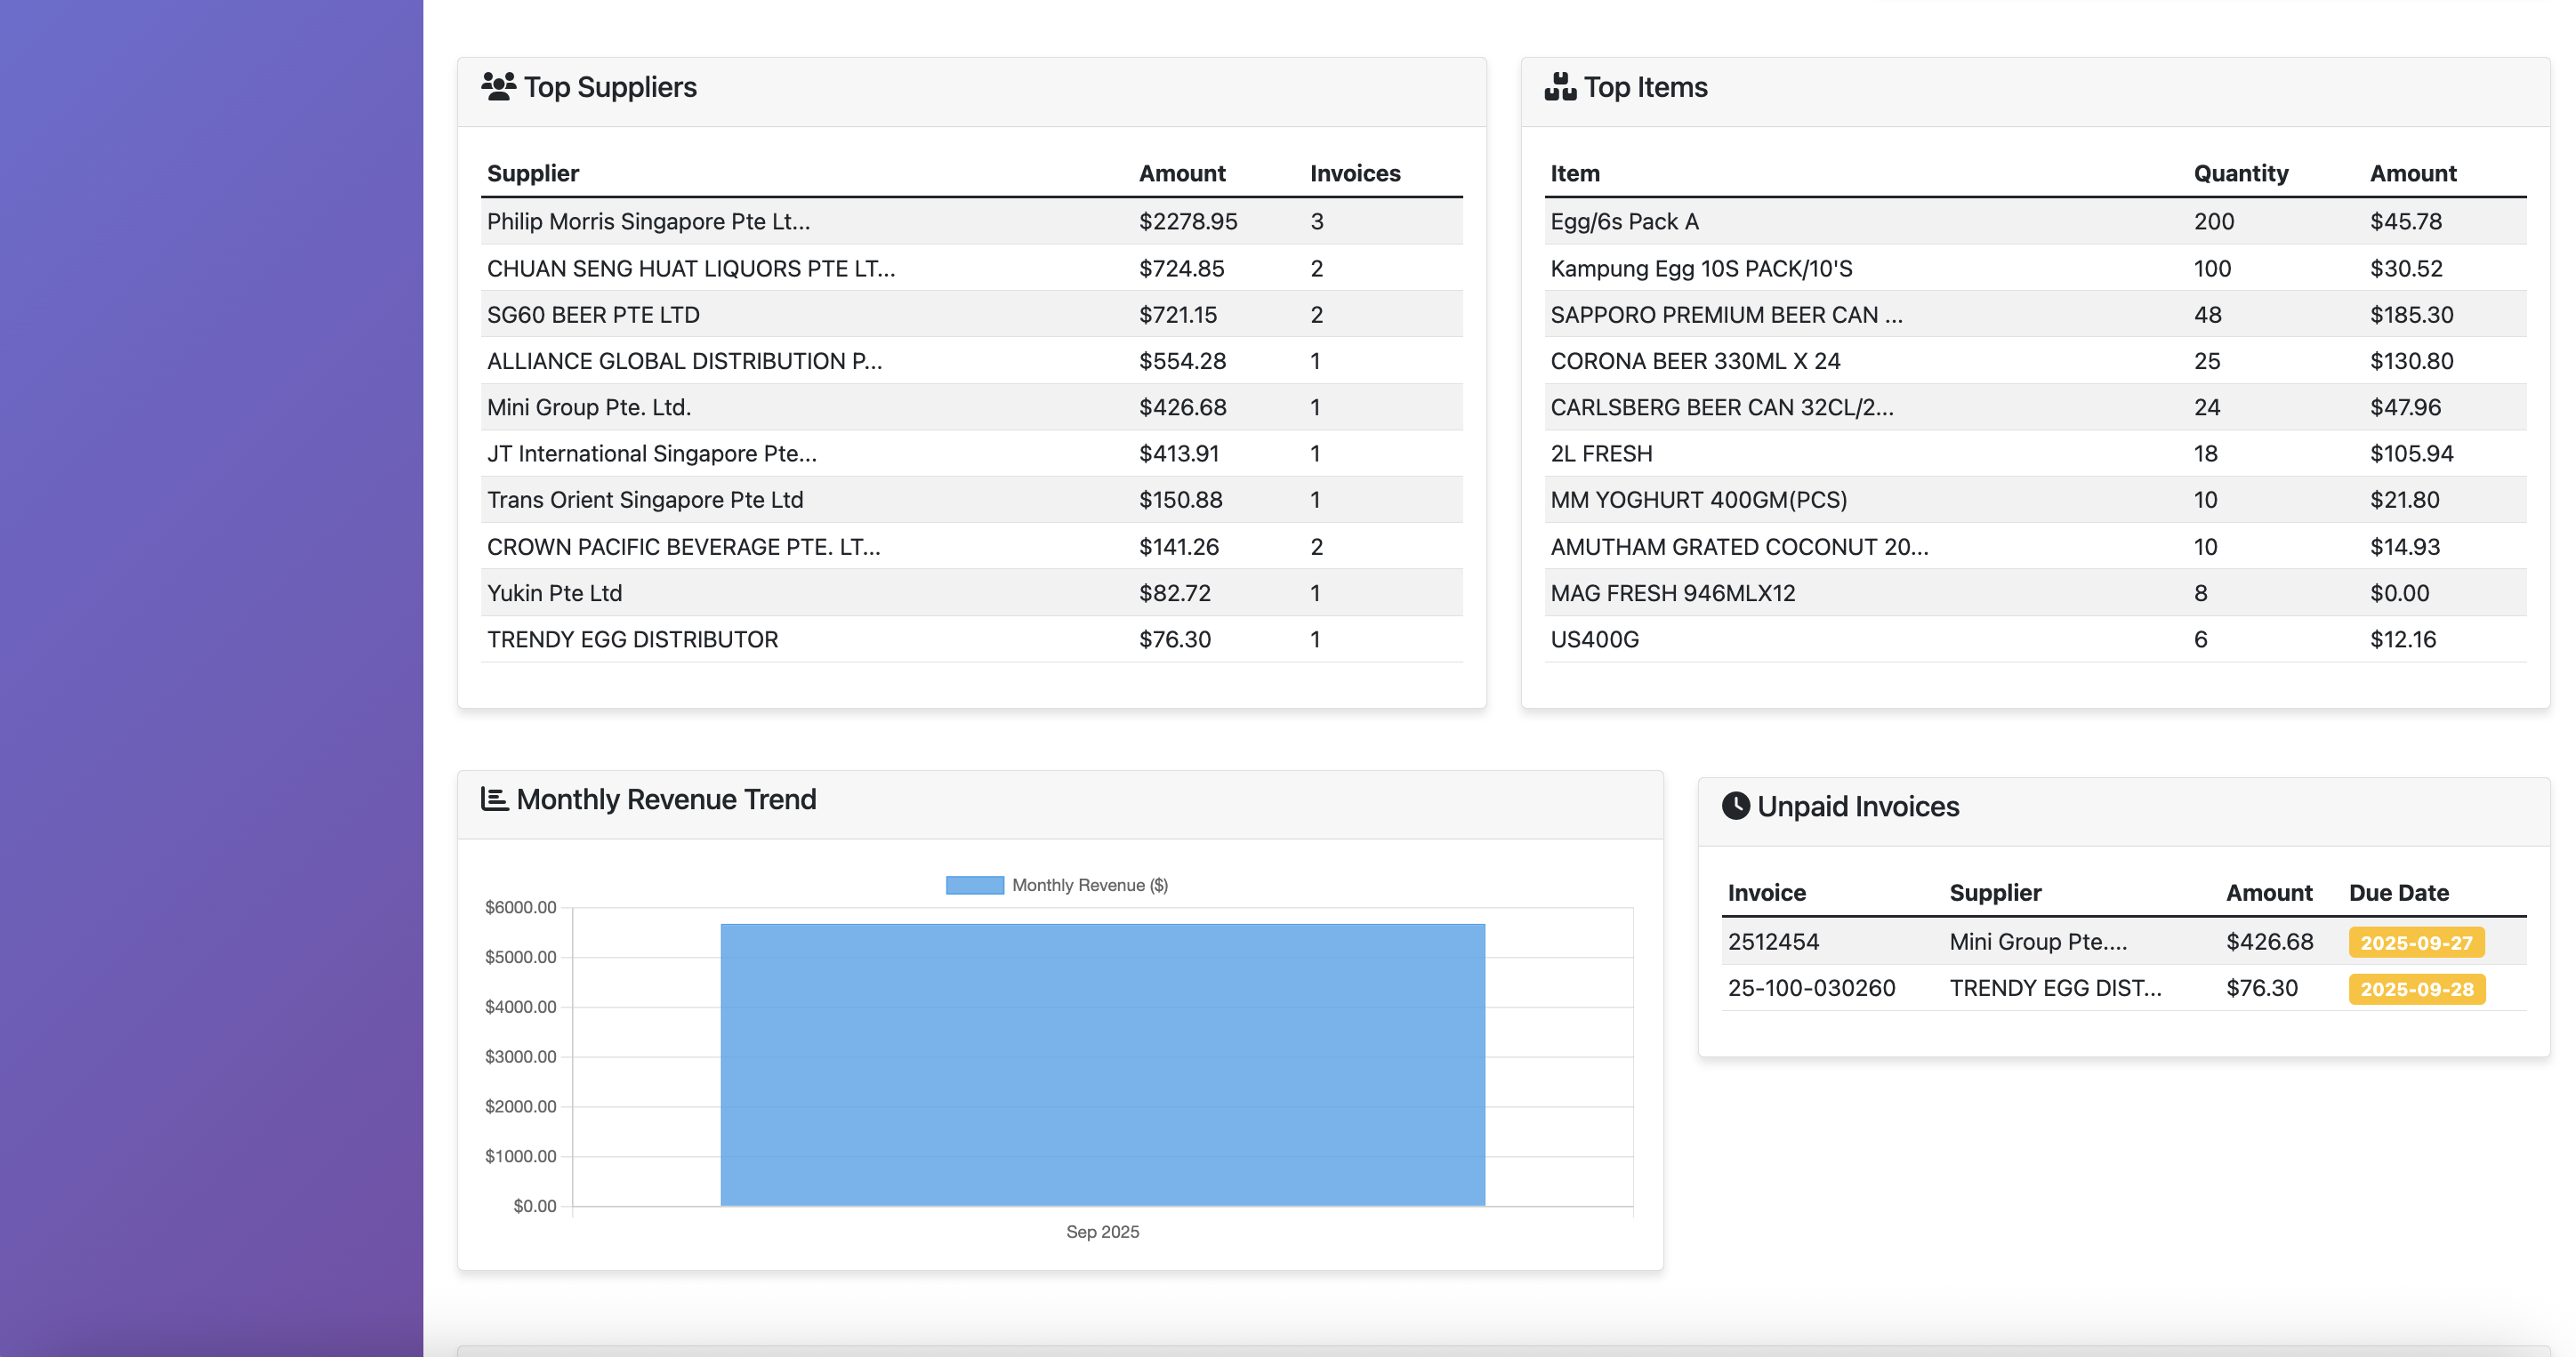 Top Suppliers
Supplier Amount Invoices
Philip Morris Singapore Pte Lt... $2278.95 3
CHUAN SENG HUAT LIQUORS PTE LT... $724.85 2
SG60 BEER PTE LTD $721.15 2
ALLIANCE GLOBAL DISTRIBUTION P... $554.28 1
Mini Group Pte. Ltd. $426.68 1
JT International Singapore Pte... $413.91 1
Trans Orient Singapore Pte Ltd $150.88 1
CROWN PACIFIC BEVERAGE PTE. LT... $141.26 2
Yukin Pte Ltd $82.72 1
TRENDY EGG DISTRIBUTOR $76.30 1
Top Items
Item Quantity Amount
Egg/6s Pack A 200 $45.78
Kampung Egg 10S PACK/10'S 100 $30.52
SAPPORO PREMIUM BEER CAN ... 48 $185.30
CORONA BEER 330ML X 24 25 $130.80
CARLSBERG BEER CAN 32CL/2... 24 $47.96
2L FRESH 18 $105.94
MM YOGHURT 400GM(PCS) 10 $21.80
AMUTHAM GRATED COCONUT 20... 10 $14.93
MAG FRESH 946MLX12 8 $0.00
US400G 6 $12.16
Monthly Revenue Trend
Monthly Revenue ($)
$6000.00
$5000.00
$4000.00
$3000.00
$2000.00
$1000.00
$0.00
Sep 2025
Unpaid Invoices
Invoice Supplier Amount Due Date
2512454 Mini Group Pte.... $426.68 2025-09-27
25-100-030260 TRENDY EGG DIST... $76.30 2025-09-28